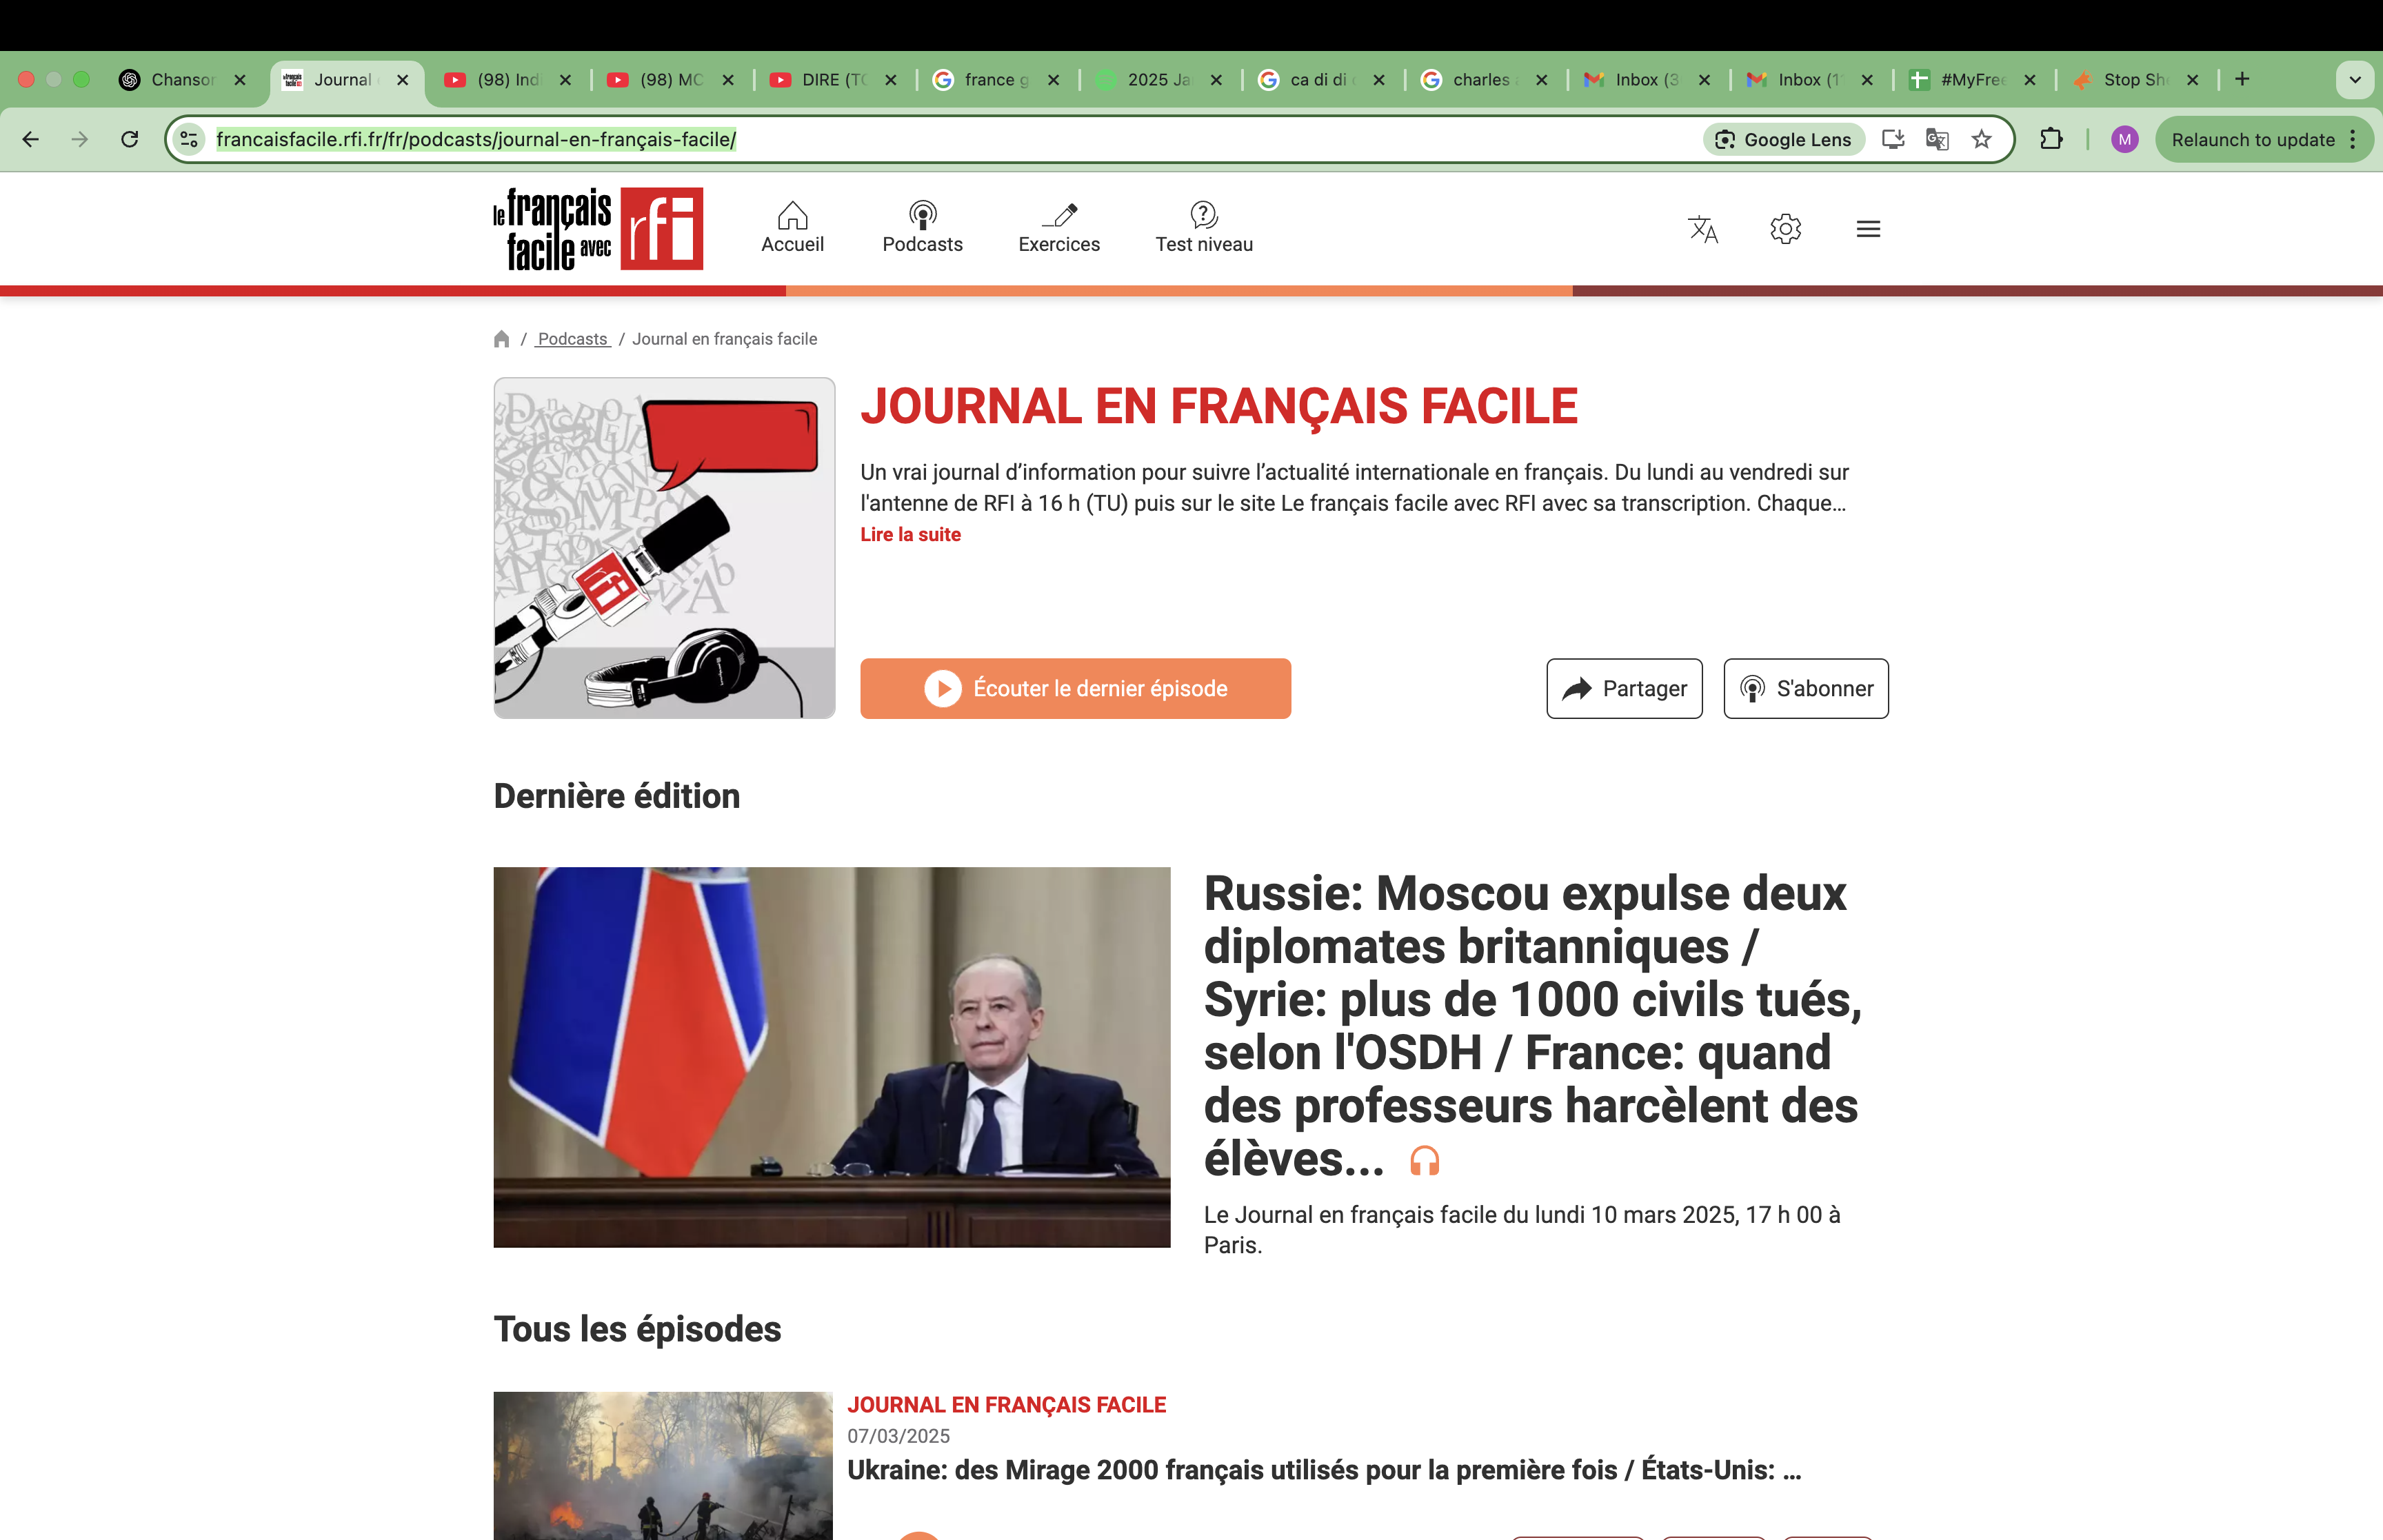 Chanson
Journal
(98) Ind
(98) MC
DIRE (TO
france g
2025 Ja
ca di di
charles
Inbox (3
Inbox (1
#MyFree
Stop Sh
francaisfacile.rfi.fr/fr/podcasts/journal-en-français-facile/
Google Lens
M
Relaunch to update
le français
facile avec
rfi
Accueil
Podcasts
Exercices
Test niveau
/ Podcasts / Journal en français facile
rfi
JOURNAL EN FRANÇAIS FACILE
Un vrai journal d’information pour suivre l’actualité internationale en français. Du lundi au vendredi sur
l'antenne de RFI à 16 h (TU) puis sur le site Le français facile avec RFI avec sa transcription. Chaque...
Lire la suite
Écouter le dernier épisode
Partager
S'abonner
Dernière édition
Russie: Moscou expulse deux
diplomates britanniques /
Syrie: plus de 1000 civils tués,
selon l'OSDH / France: quand
des professeurs harcèlent des
élèves...
Le Journal en français facile du lundi 10 mars 2025, 17 h 00 à
Paris.
Tous les épisodes
JOURNAL EN FRANÇAIS FACILE
07/03/2025
Ukraine: des Mirage 2000 français utilisés pour la première fois / États-Unis: ...